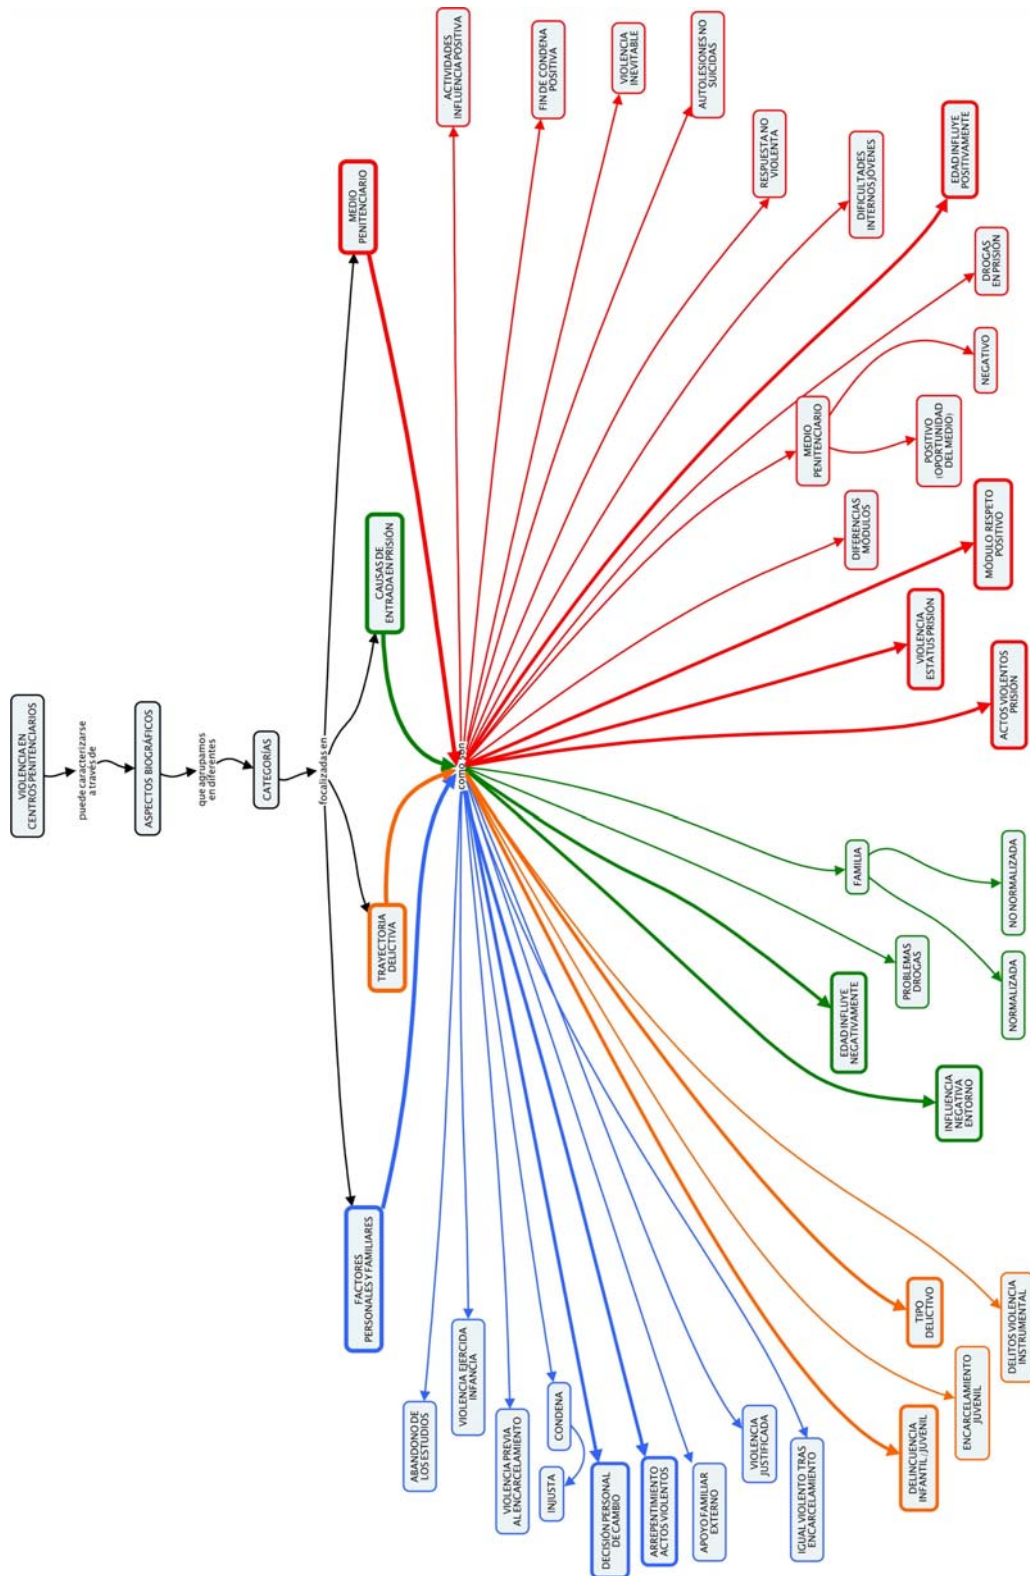 VIOLENCIA EN
CENTROS PENITENCIARIOS
puede caracterizarse
a través de
ASPECTOS BIOGRÁFICOS
que agrupamos
en diferentes
CATEGORÍAS
focalizadas en
FACTORES
PERSONALES Y FAMILIARES
TRAYECTORIA
DELICTIVA
CAUSAS DE
ENTRADA EN PRISIÓN
MEDIO
PENITENCIARIO
como son
ABANDONO DE
LOS ESTUDIOS
VIOLENCIA EJERCIDA
INFANCIA
VIOLENCIA PREVIA
AL ENCARCELAMIENTO
CONDENA
INJUSTA
DECISIÓN PERSONAL
DE CAMBIO
ARREPENTIMIENTO
ACTOS VIOLENTOS
APOYO FAMILIAR
EXTERNO
VIOLENCIA
JUSTIFICADA
IGUAL VIOLENTO TRAS
ENCARCELAMIENTO
DELINCUENCIA
INFANTIL/JUVENIL
ENCARCELAMIENTO
JUVENIL
TIPO
DELICTIVO
DELITOS VIOLENCIA
INSTRUMENTAL
INFLUENCIA
NEGATIVA
ENTORNO
EDAD INFLUYE
NEGATIVAMENTE
PROBLEMAS
DROGAS
FAMILIA
NORMALIZADA
NO NORMALIZADA
ACTOS VIOLENTOS
PRISIÓN
VIOLENCIA
ESTATUS PRISIÓN
MÓDULO RESPETO
POSITIVO
DIFERENCIAS
MÓDULOS
MEDIO
PENITENCIARIO
POSITIVO
(OPORTUNIDAD
DEL MEDIO)
NEGATIVO
DROGAS
EN PRISIÓN
EDAD INFLUYE
POSITIVAMENTE
DIFICULTADES
INTERNOS JÓVENES
RESPUESTA NO
VIOLENTA
AUTOLESIONES NO
SUICIDAS
VIOLENCIA
INEVITABLE
FIN DE CONDENA
POSITIVA
ACTIVIDADES
INFLUENCIA POSITIVA